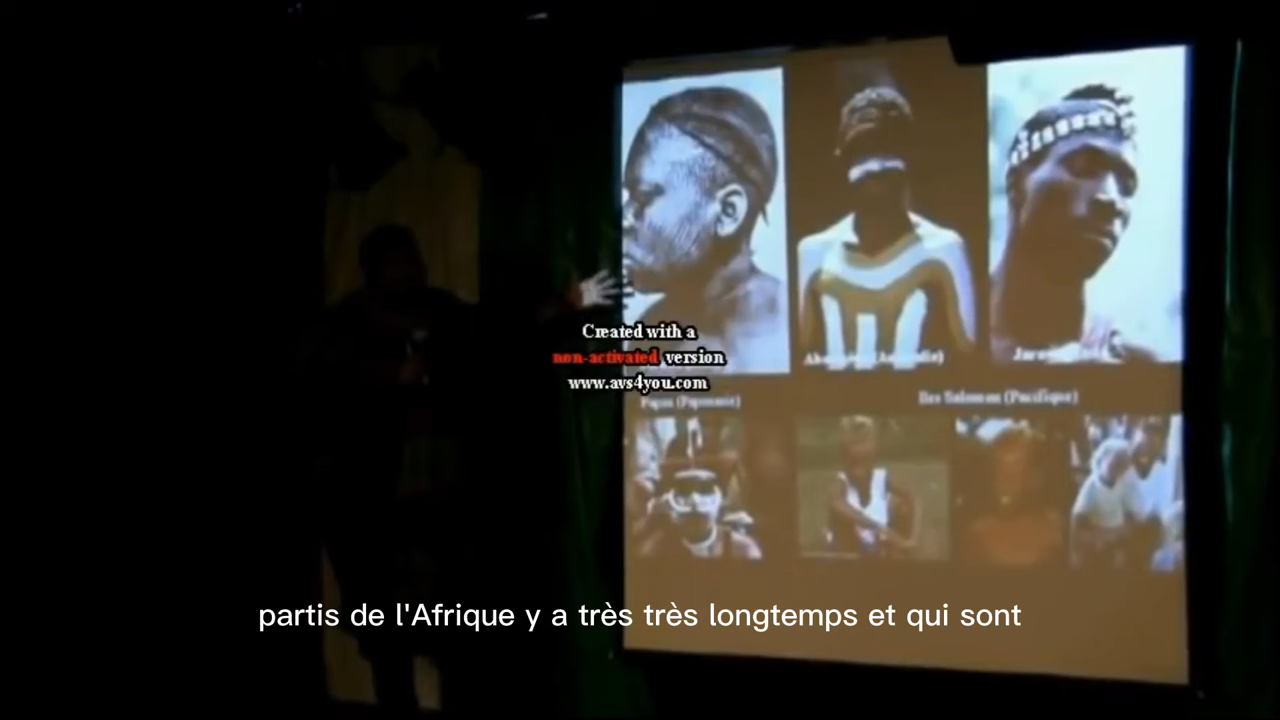 Created with a
non-activated version
www.avs4you.com
(Papouasie)
Iles Salomon (Pacifique)
partis de l'Afrique y a très très longtemps et qui sont